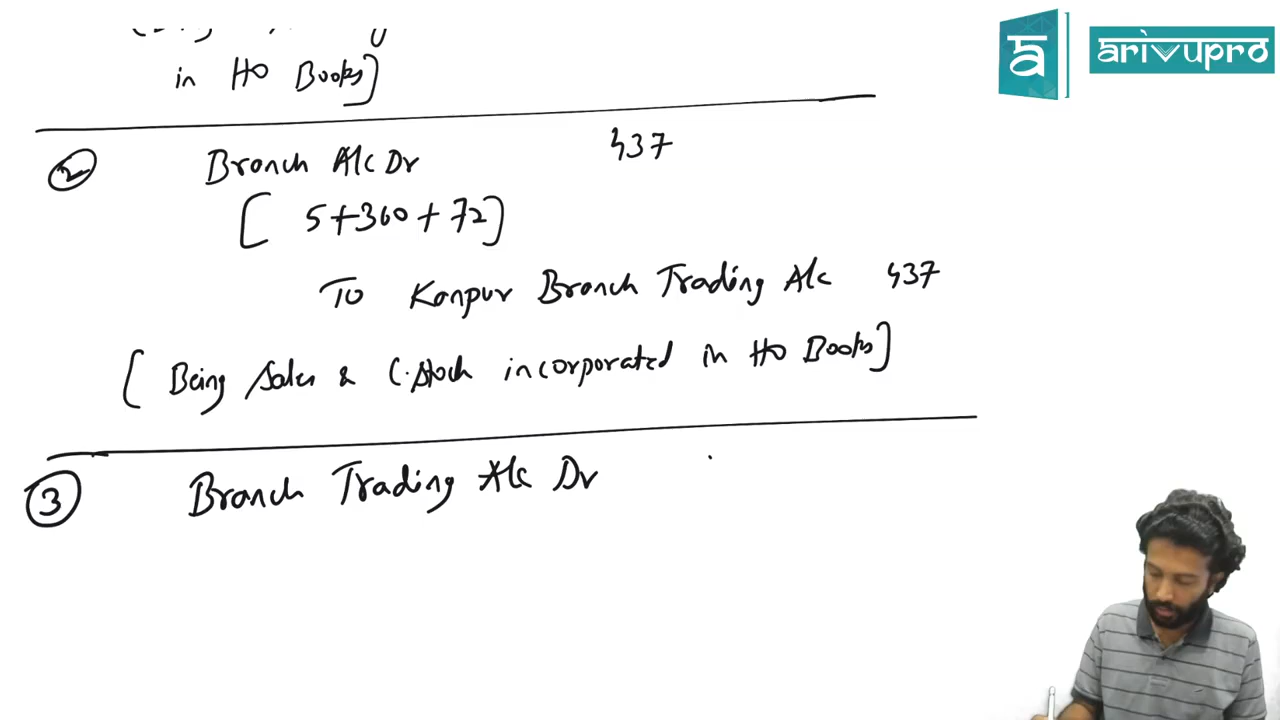 in HO Books]
② Branch A/c Dr 437
[ 5+360+72]
To Kanpur Branch Trading A/c 437
[ Being Sales & C.Stock incorporated in HO Books]
③ Branch Trading A/c Dr
arivupro